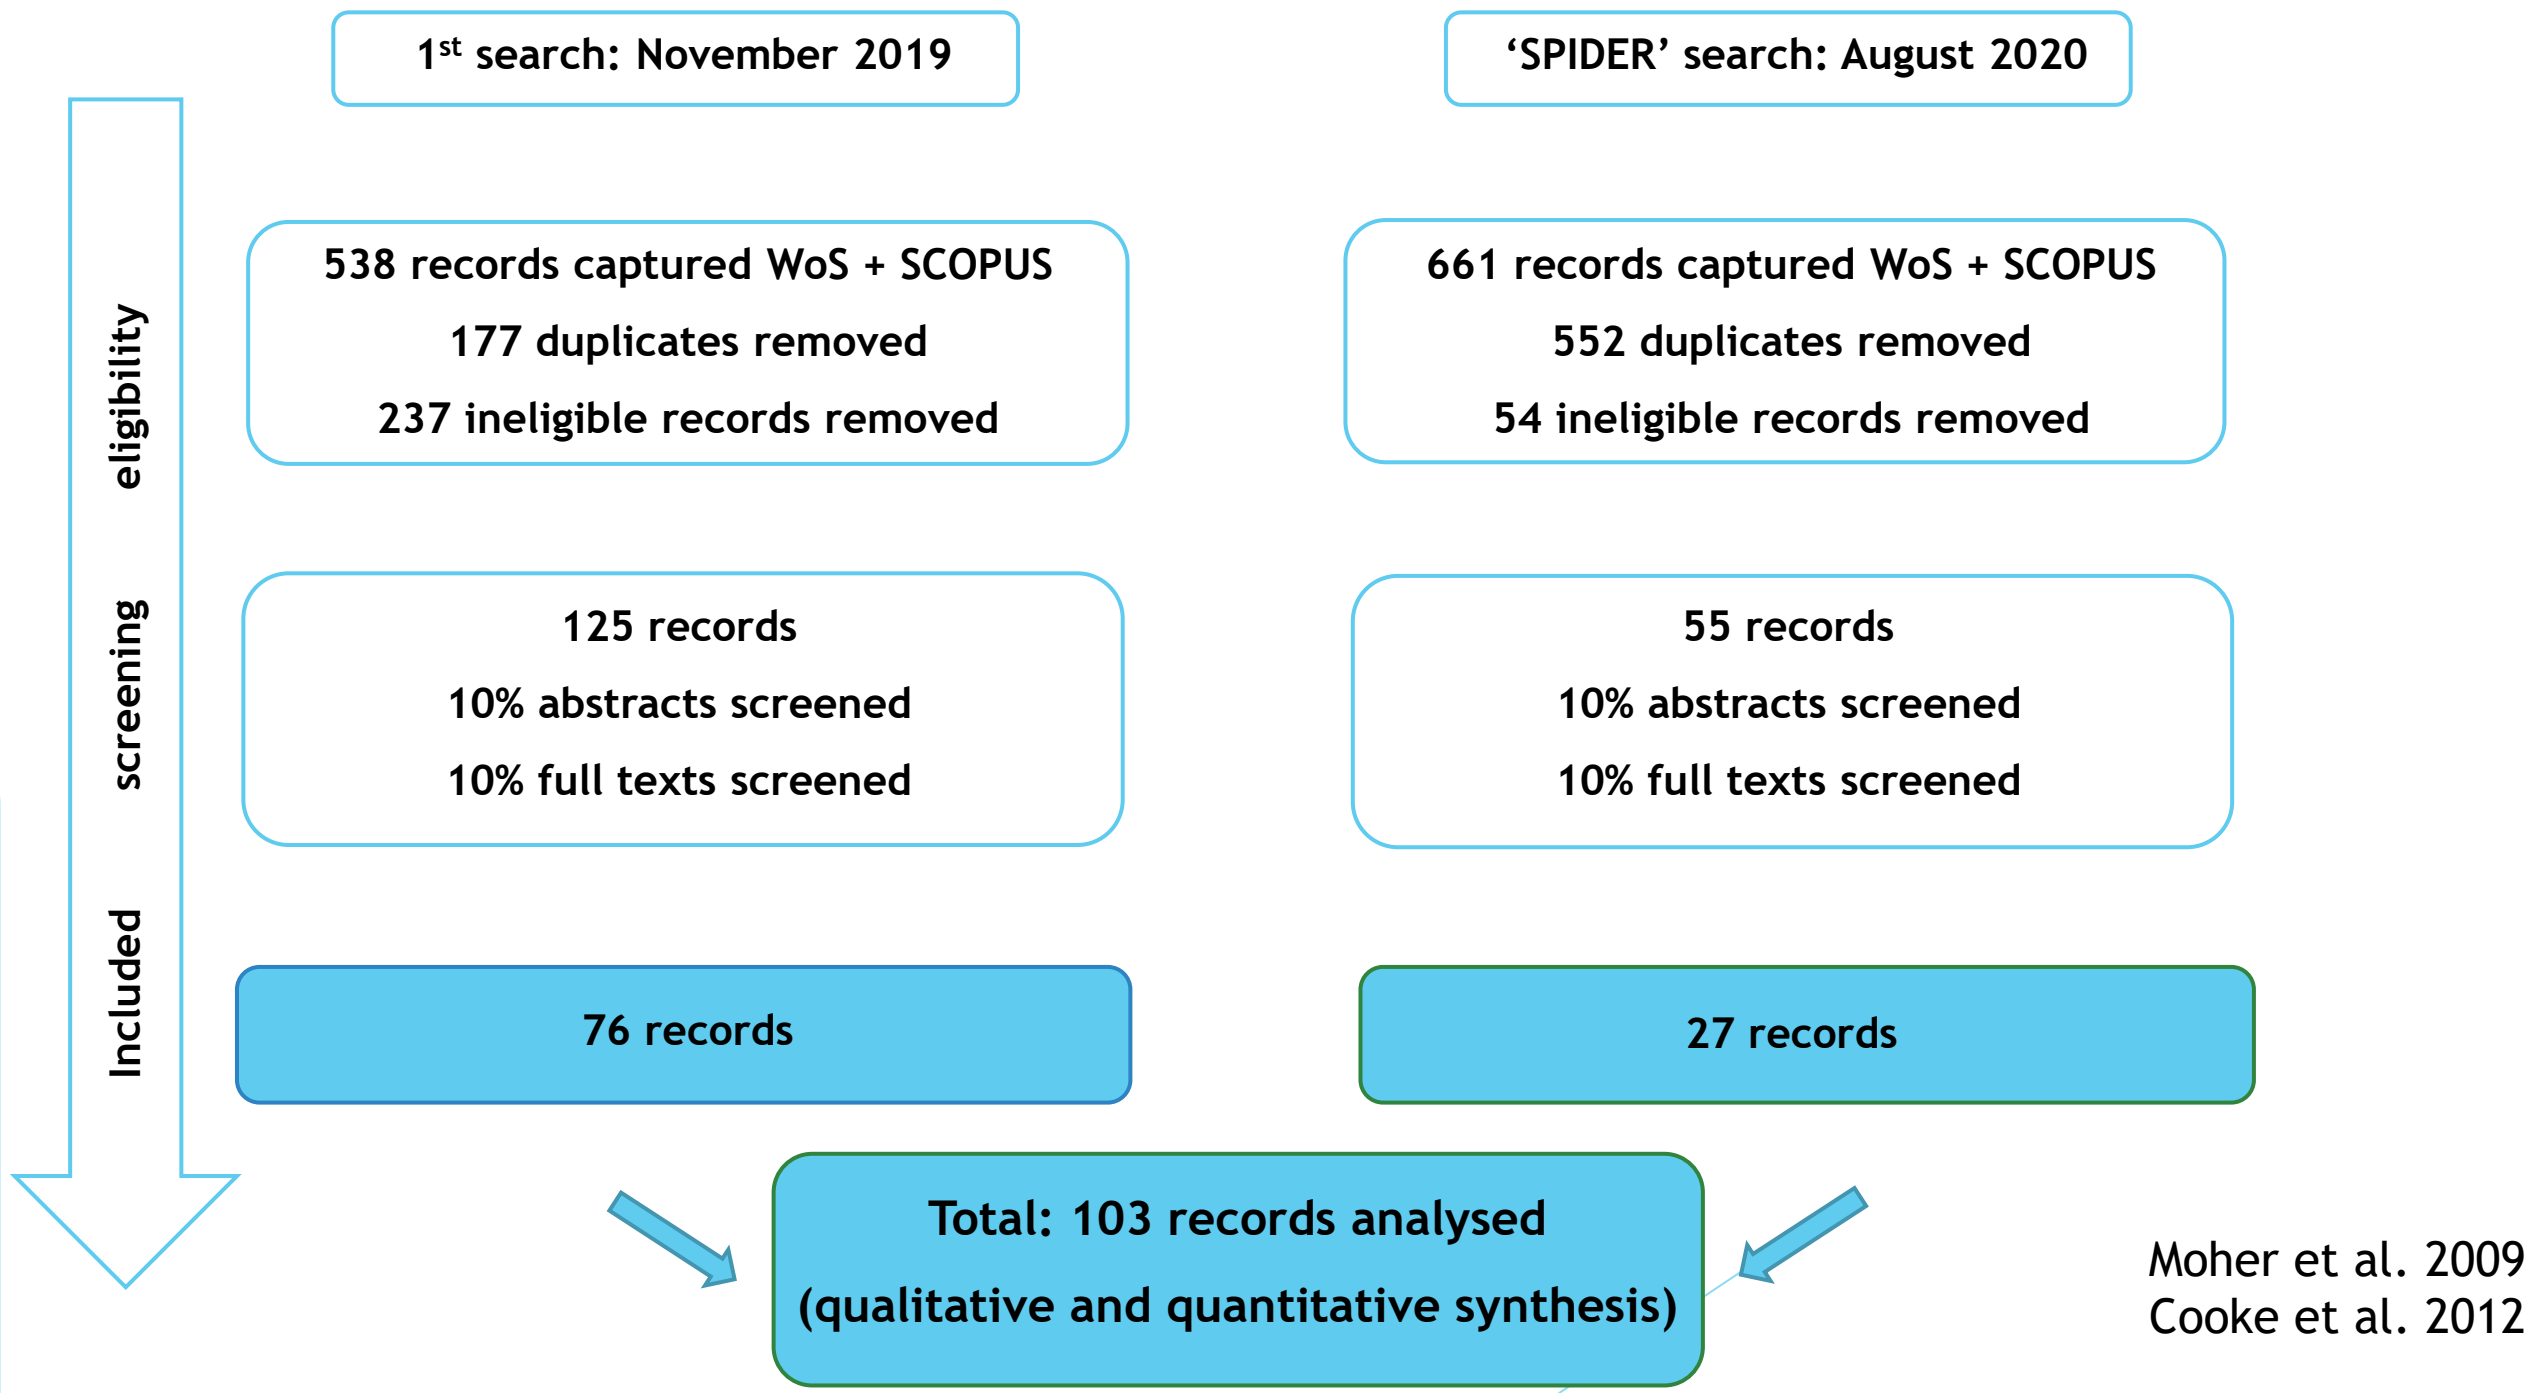 1st search: November 2019
‘SPIDER’ search: August 2020
eligibility
screening
Included
538 records captured WoS + SCOPUS
177 duplicates removed
237 ineligible records removed
661 records captured WoS + SCOPUS
552 duplicates removed
54 ineligible records removed
125 records
10% abstracts screened
10% full texts screened
55 records
10% abstracts screened
10% full texts screened
76 records
27 records
Total: 103 records analysed
(qualitative and quantitative synthesis)
Moher et al. 2009
Cooke et al. 2012